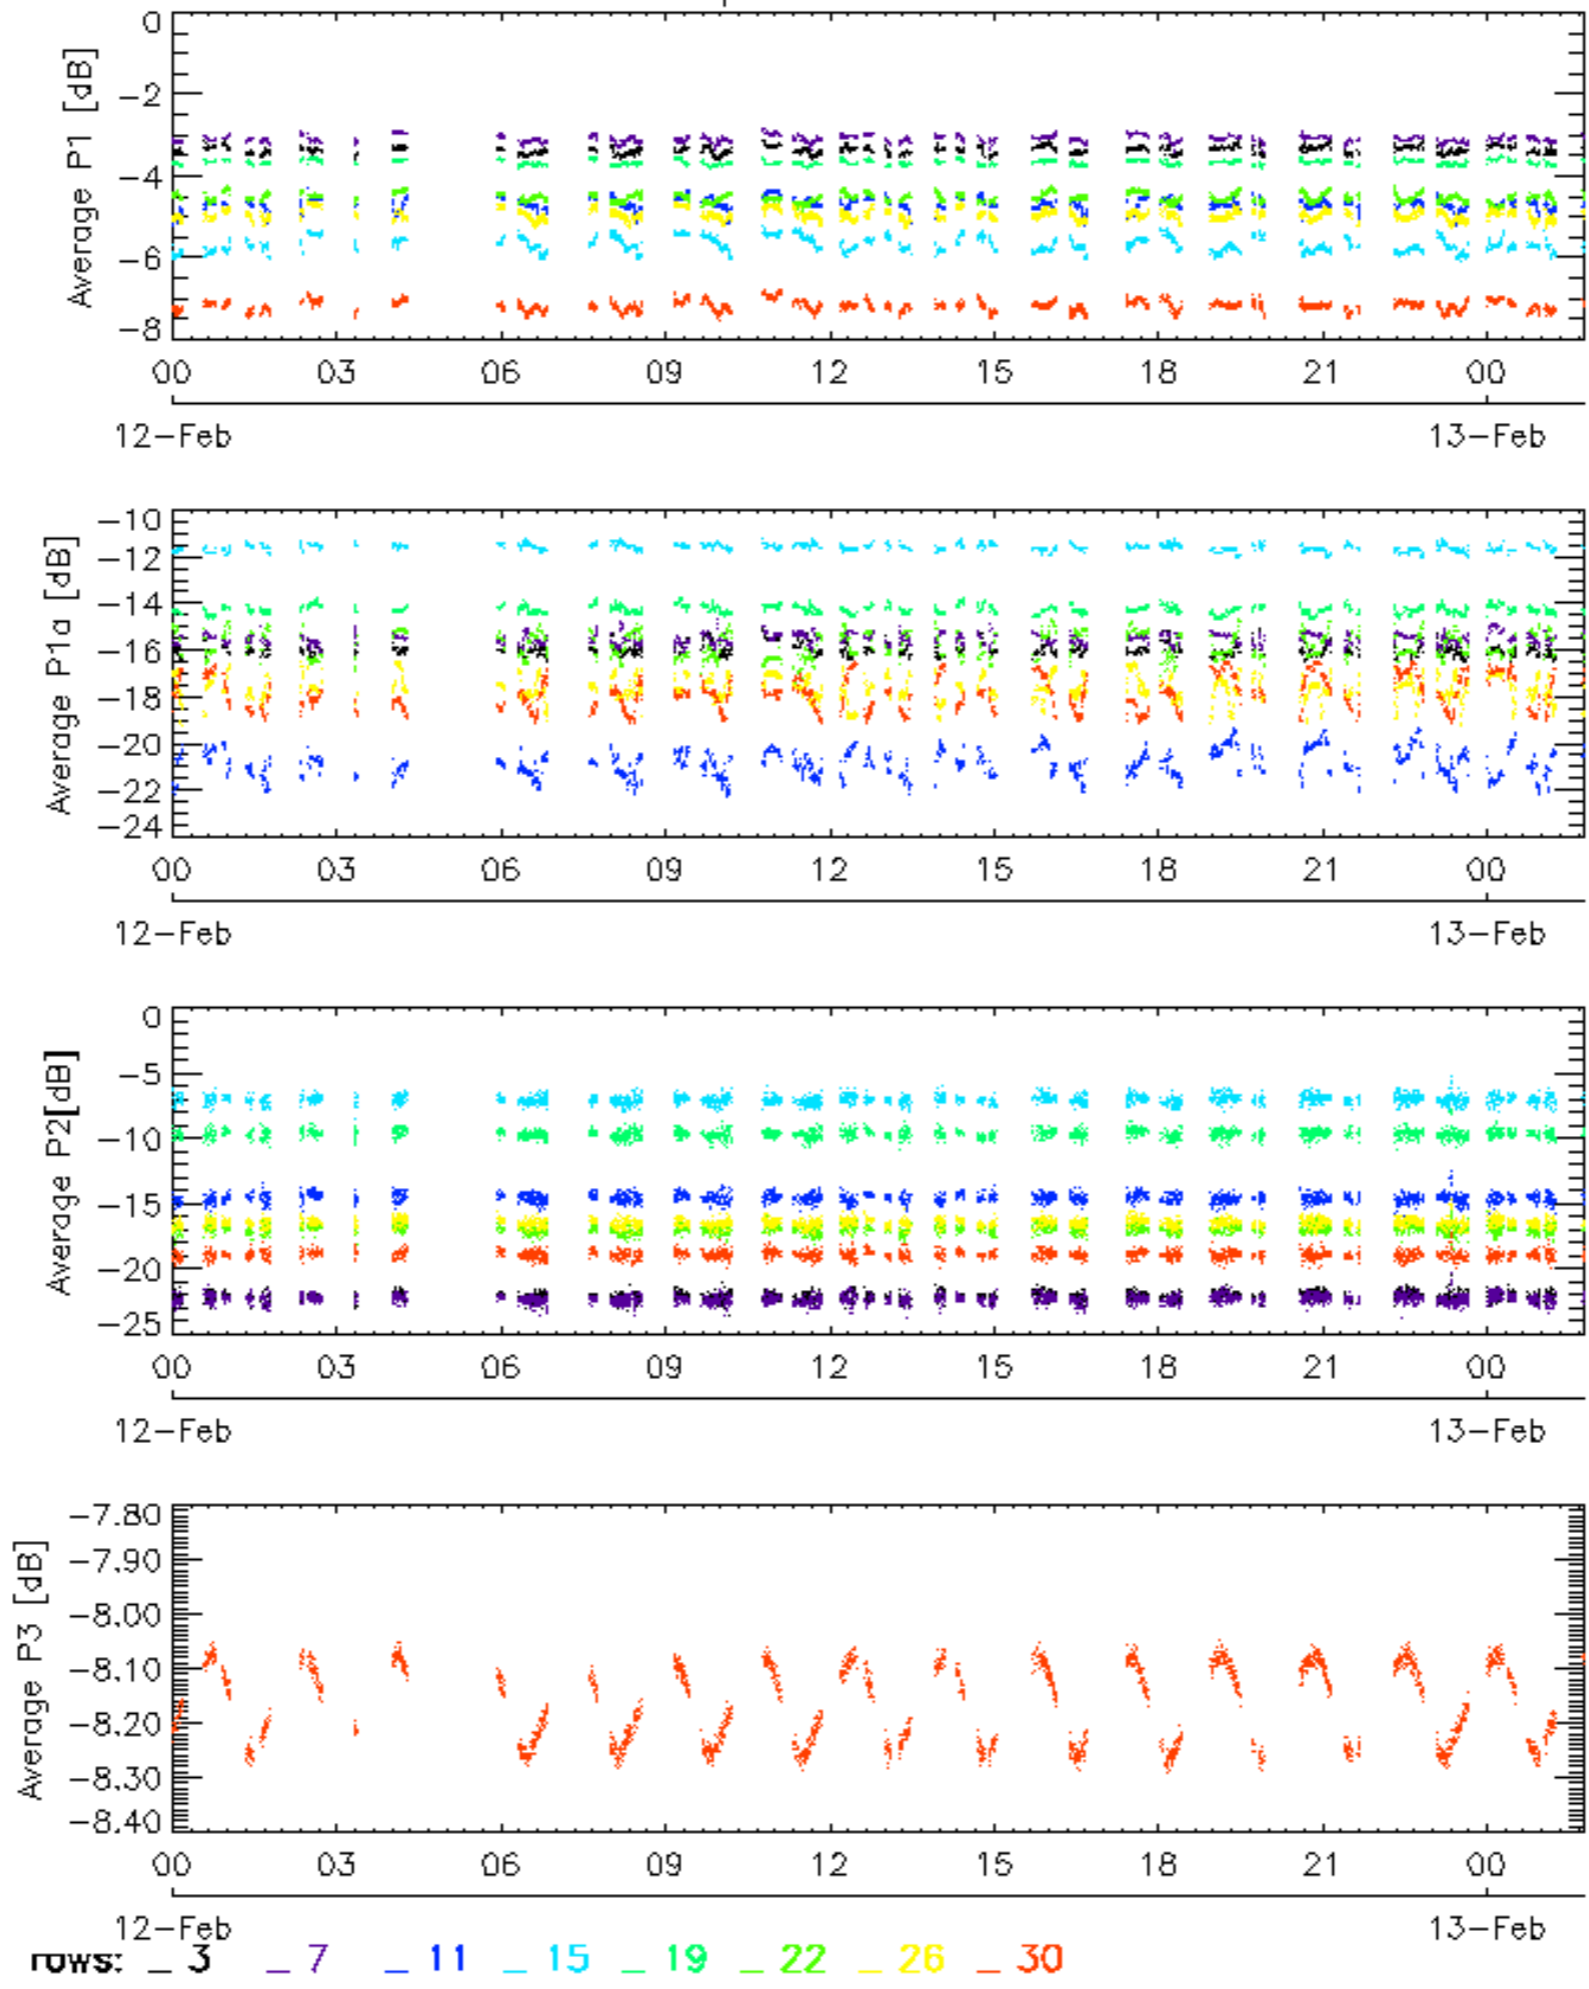 0
-2
-4
-6
-8
Average P1 [dB]
00 03 06 09 12 15 18 21 00
12-Feb 13-Feb
-10
-12
-14
-16
-18
-20
-22
-24
Average P1a [dB]
00 03 06 09 12 15 18 21 00
12-Feb 13-Feb
0
-5
-10
-15
-20
-25
Average P2[dB]
00 03 06 09 12 15 18 21 00
12-Feb 13-Feb
-7.80
-7.90
-8.00
-8.10
-8.20
-8.30
-8.40
Average P3 [dB]
00 03 06 09 12 15 18 21 00
12-Feb 13-Feb
rows: _ 3 _ 7 _ 11 _ 15 _ 19 _ 22 _ 26 _ 30